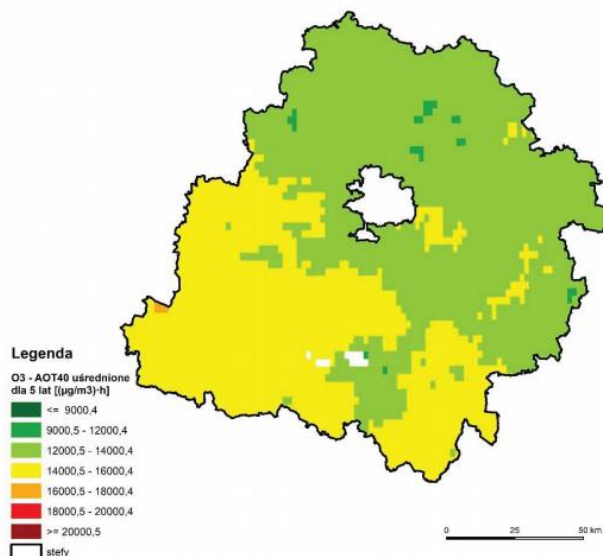 Legenda
O3 - AOT40 uśrednione
dla 5 lat [(µg/m3)·h]
<= 9000,4
9000,5 - 12000,4
12000,5 - 14000,4
14000,5 - 16000,4
16000,5 - 18000,4
18000,5 - 20000,4
>= 20000,5
stefy
0 25 50 km